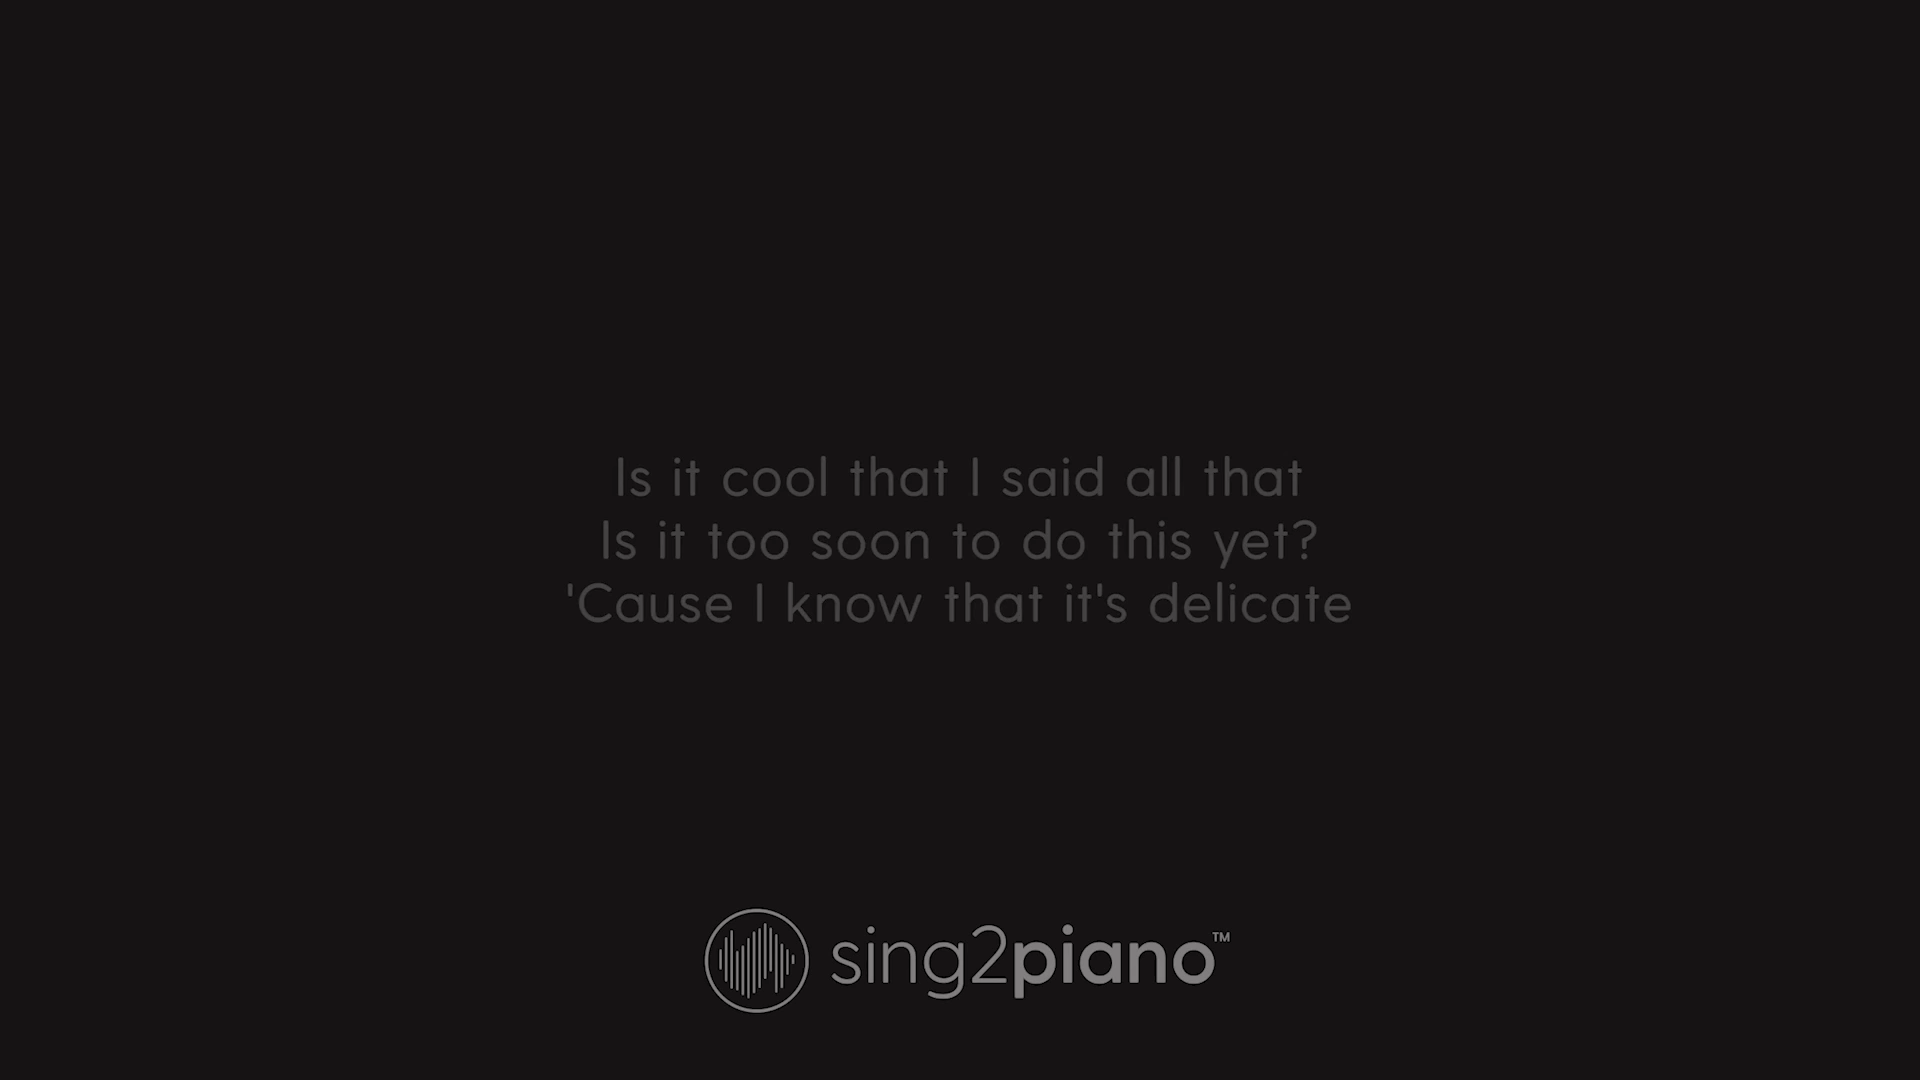 Is it cool that I said all that
Is it too soon to do this yet?
'Cause I know that it's delicate
sing2piano™